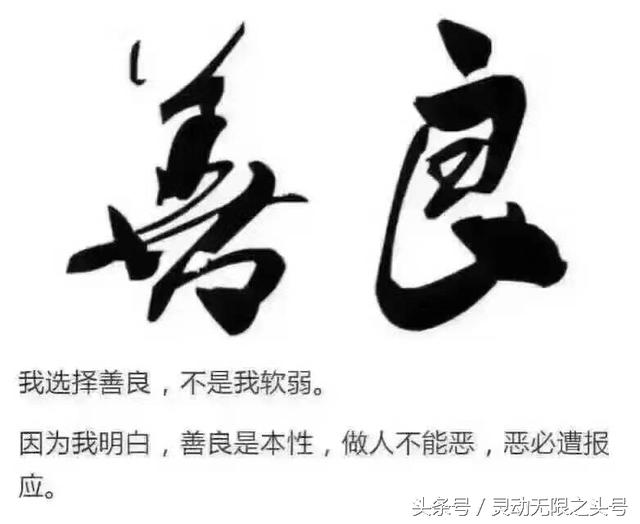 善良
我选择善良，不是我软弱。
因为我明白，善良是本性，做人不能恶，恶必遭报
应。
头条号 / 灵动无限之头号